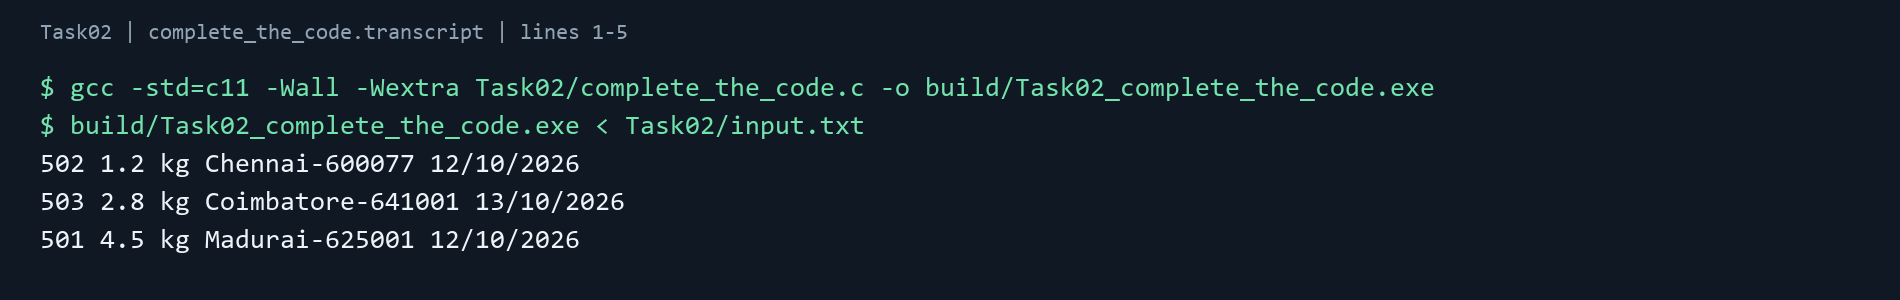 Task02 | complete_the_code.transcript | lines 1-5
$ gcc -std=c11 -Wall -Wextra Task02/complete_the_code.c -o build/Task02_complete_the_code.exe
$ build/Task02_complete_the_code.exe < Task02/input.txt
502 1.2 kg Chennai-600077 12/10/2026
503 2.8 kg Coimbatore-641001 13/10/2026
501 4.5 kg Madurai-625001 12/10/2026